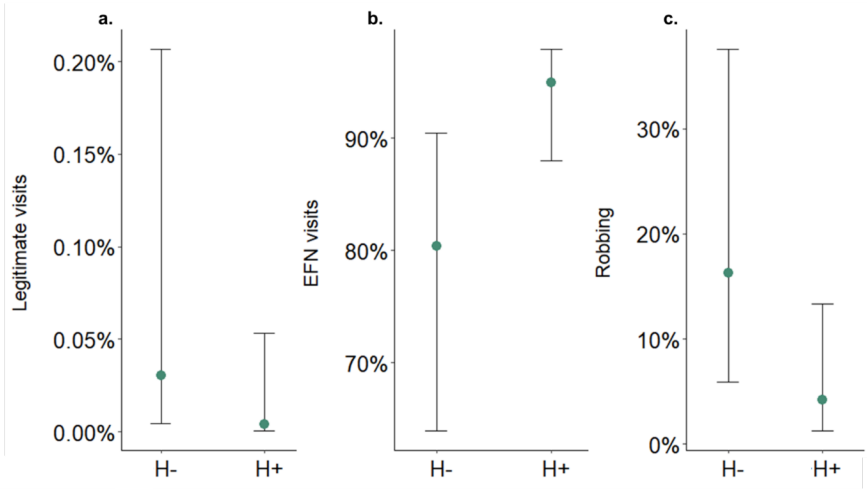 a.
Legitimate visits
0.20%
0.15%
0.10%
0.05%
0.00%
H-
H+
b.
EFN visits
90%
80%
70%
H-
H+
c.
Robbing
30%
20%
10%
0%
H-
H+